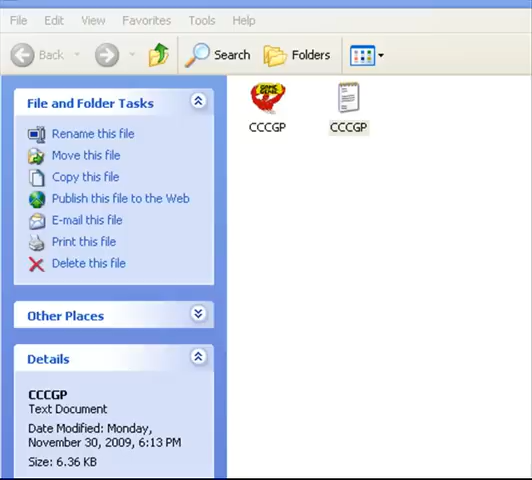 File Edit View Favorites Tools Help
Back Search Folders
File and Folder Tasks
Rename this file
Move this file
Copy this file
Publish this file to the Web
E-mail this file
Print this file
Delete this file
Other Places
Details
CCCGP
Text Document
Date Modified: Monday,
November 30, 2009, 6:13 PM
Size: 6.36 KB
CCCGP CCCGP